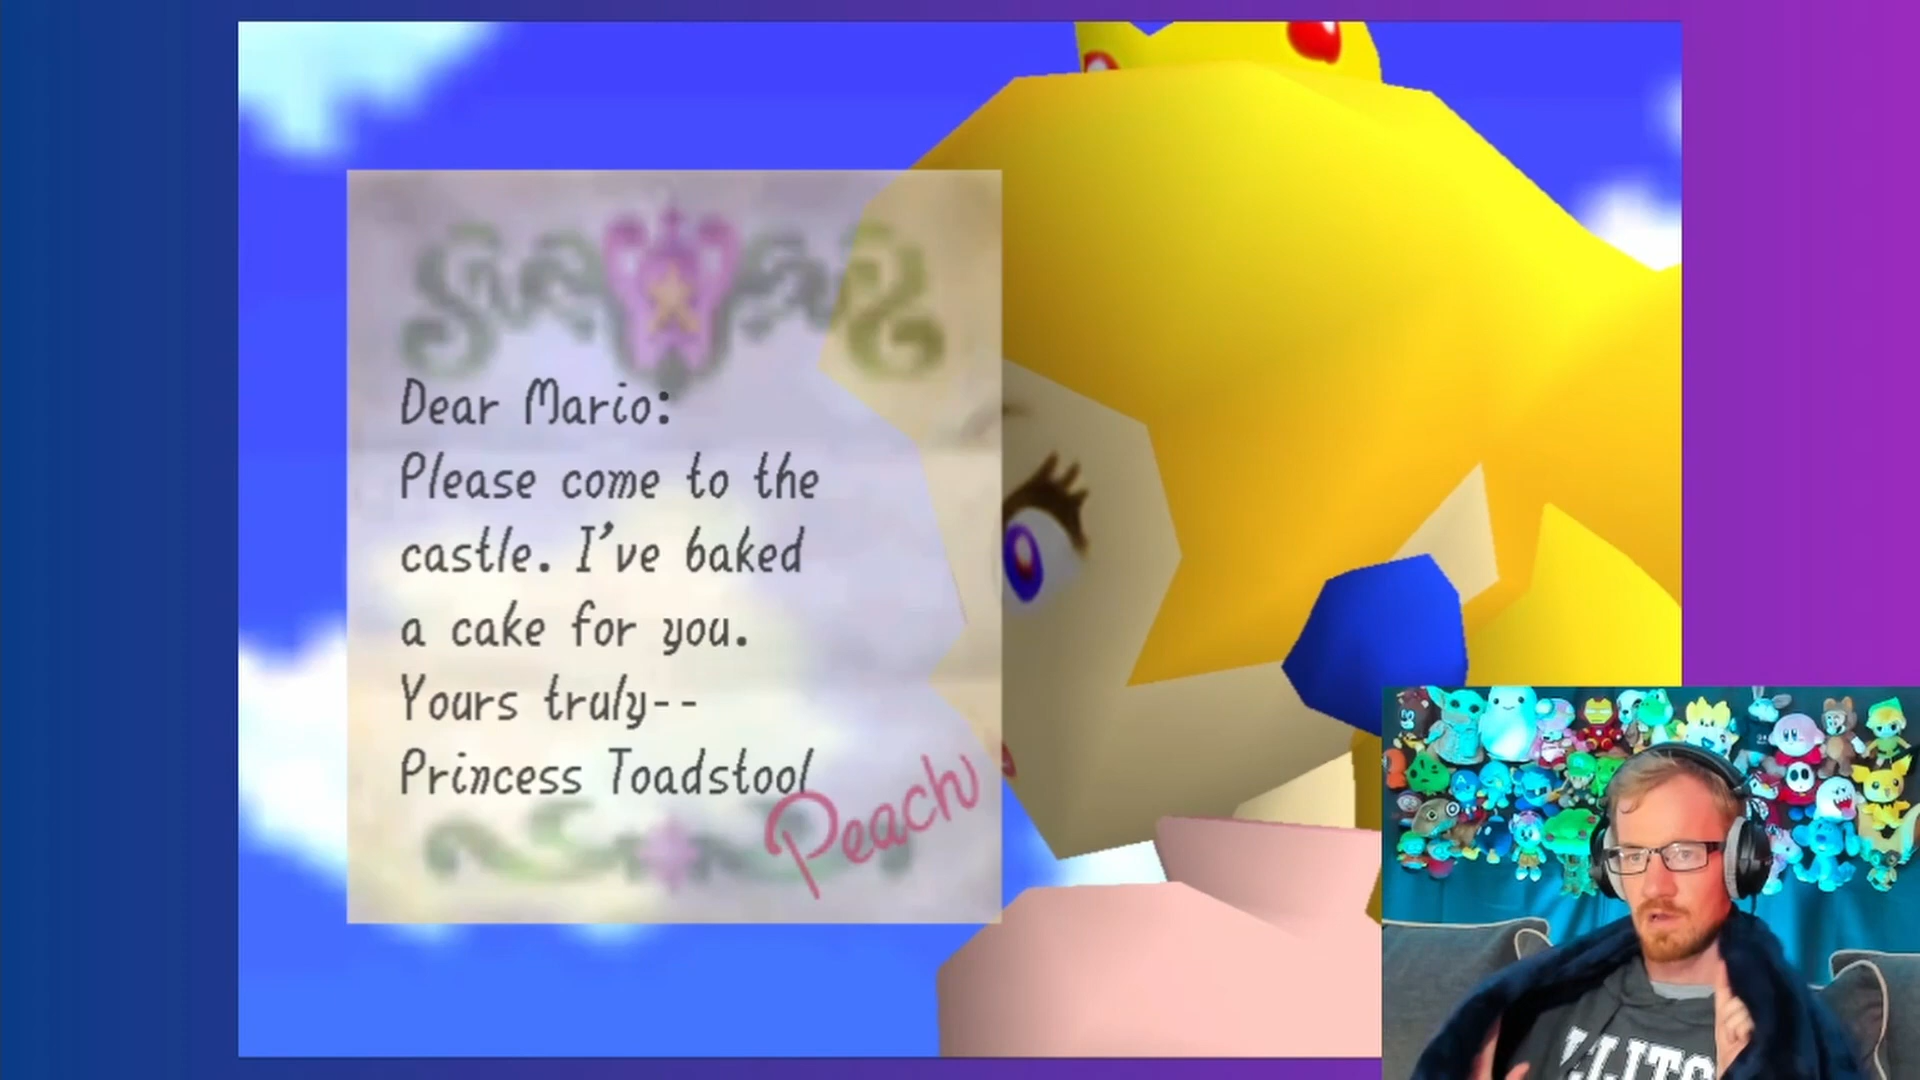 Dear Mario:
Please come to the
castle. I've baked
a cake for you.
Yours truly--
Princess Toadstool
Peach